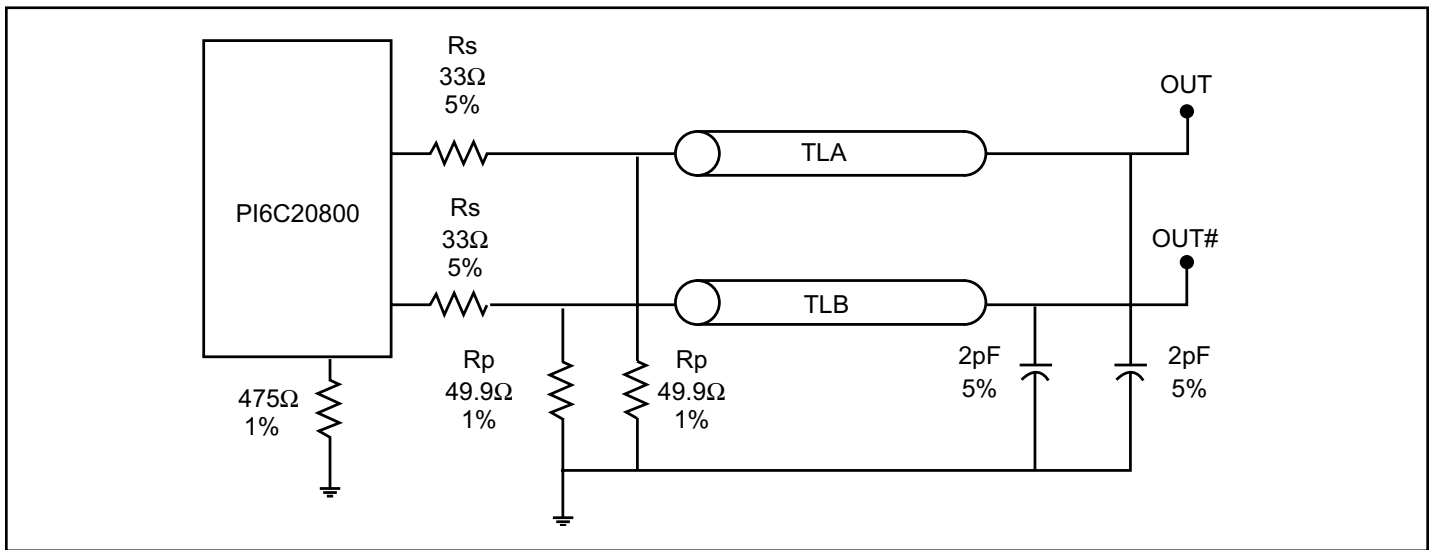 Rs
33Ω
5%
OUT
TLA
PI6C20800
Rs
33Ω
5%
OUT#
TLB
475Ω
1%
Rp
49.9Ω
1%
Rp
49.9Ω
1%
2pF
5%
2pF
5%